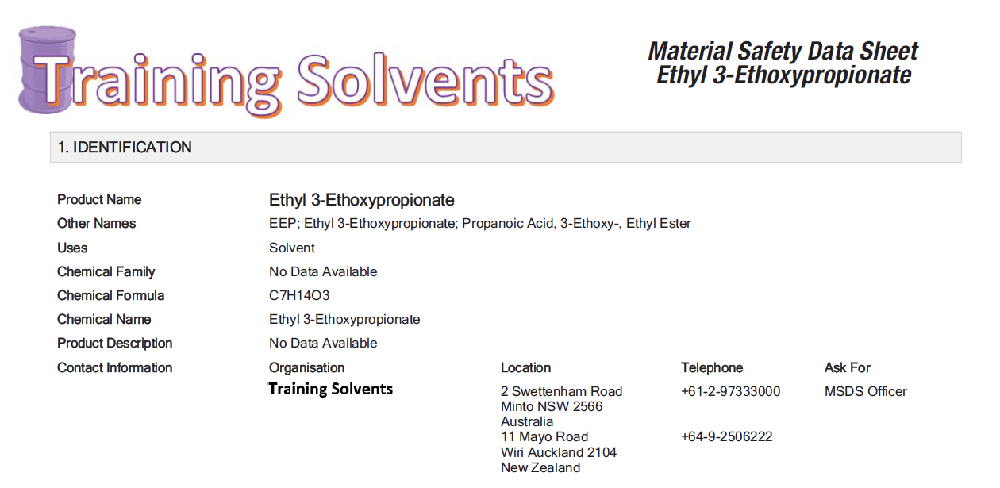 Training Solvents
Material Safety Data Sheet
Ethyl 3-Ethoxypropionate
1. IDENTIFICATION
Product Name Ethyl 3-Ethoxypropionate
Other Names EEP; Ethyl 3-Ethoxypropionate; Propanoic Acid, 3-Ethoxy-, Ethyl Ester
Uses Solvent
Chemical Family No Data Available
Chemical Formula C7H14O3
Chemical Name Ethyl 3-Ethoxypropionate
Product Description No Data Available
Contact Information Organisation Location Telephone Ask For
Training Solvents 2 Swettenham Road +61-2-97333000 MSDS Officer
Minto NSW 2566
Australia
11 Mayo Road +64-9-2506222
Wiri Auckland 2104
New Zealand